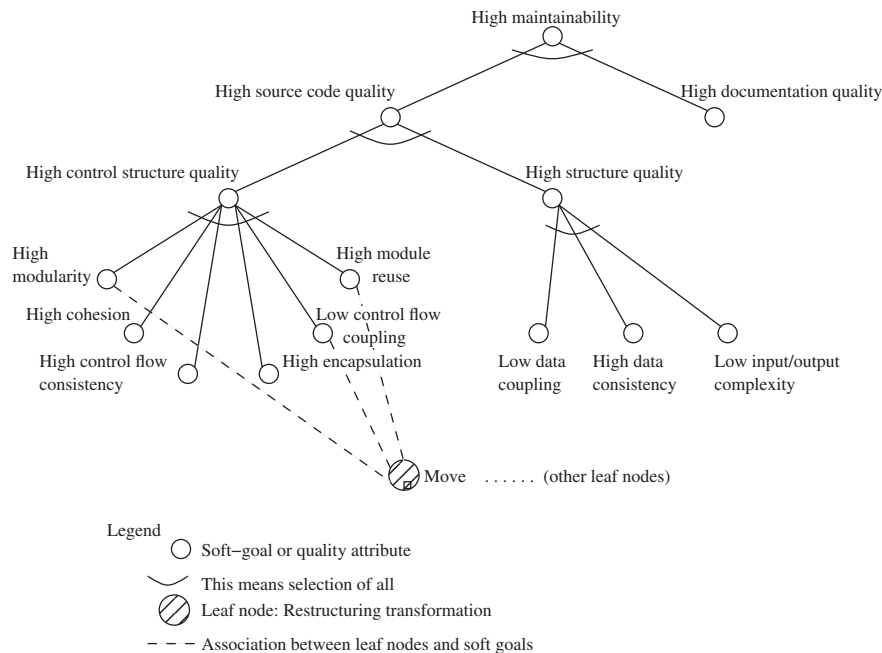 High maintainability
High source code quality
High documentation quality
High control structure quality
High structure quality
High
modularity
High module
reuse
High cohesion
Low control flow
coupling
High control flow
consistency
High encapsulation
Low data
coupling
High data
consistency
Low input/output
complexity
Move ...... (other leaf nodes)
Legend
Soft−goal or quality attribute
This means selection of all
Leaf node: Restructuring transformation
Association between leaf nodes and soft goals